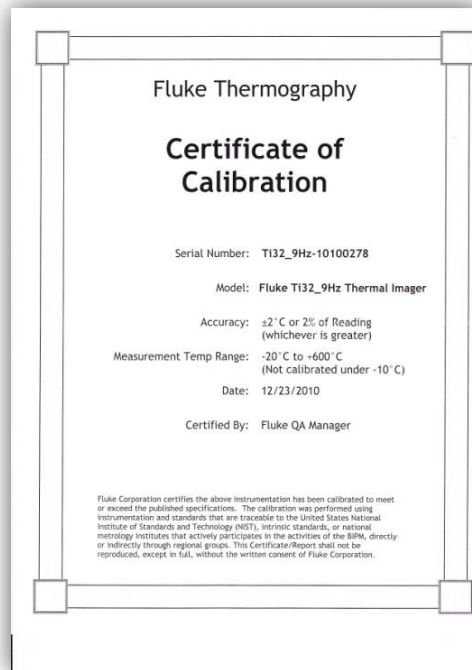 Fluke Thermography
Certificate of
Calibration
Serial Number: Ti32_9Hz-10100278
Model: Fluke Ti32_9Hz Thermal Imager
Accuracy: ±2°C or 2% of Reading
(whichever is greater)
Measurement Temp Range: -20°C to +600°C
(Not calibrated under -10°C)
Date: 12/23/2010
Certified By: Fluke QA Manager
Fluke Corporation certifies the above instrumentation has been calibrated to meet
or exceed the published specifications. The calibration was performed using
instrumentation and standards that are traceable to the United States National
Institute of Standards and Technology (NIST), intrinsic standards, or national
metrology institutes that actively participates in the activities of the BIPM, directly
or indirectly through regional groups. This Certificate/Report shall not be
reproduced, except in full, without the written consent of Fluke Corporation.